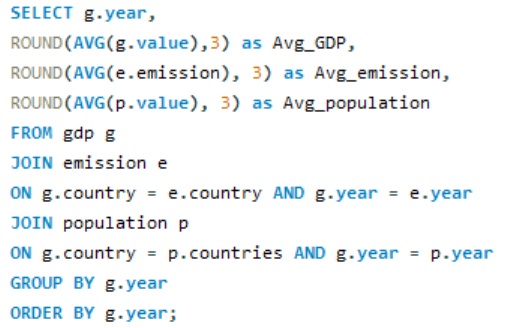 SELECT g.year,
ROUND(AVG(g.value),3) as Avg_GDP,
ROUND(AVG(e.emission), 3) as Avg_emission,
ROUND(AVG(p.value), 3) as Avg_population
FROM gdp g
JOIN emission e
ON g.country = e.country AND g.year = e.year
JOIN population p
ON g.country = p.countries AND g.year = p.year
GROUP BY g.year
ORDER BY g.year;